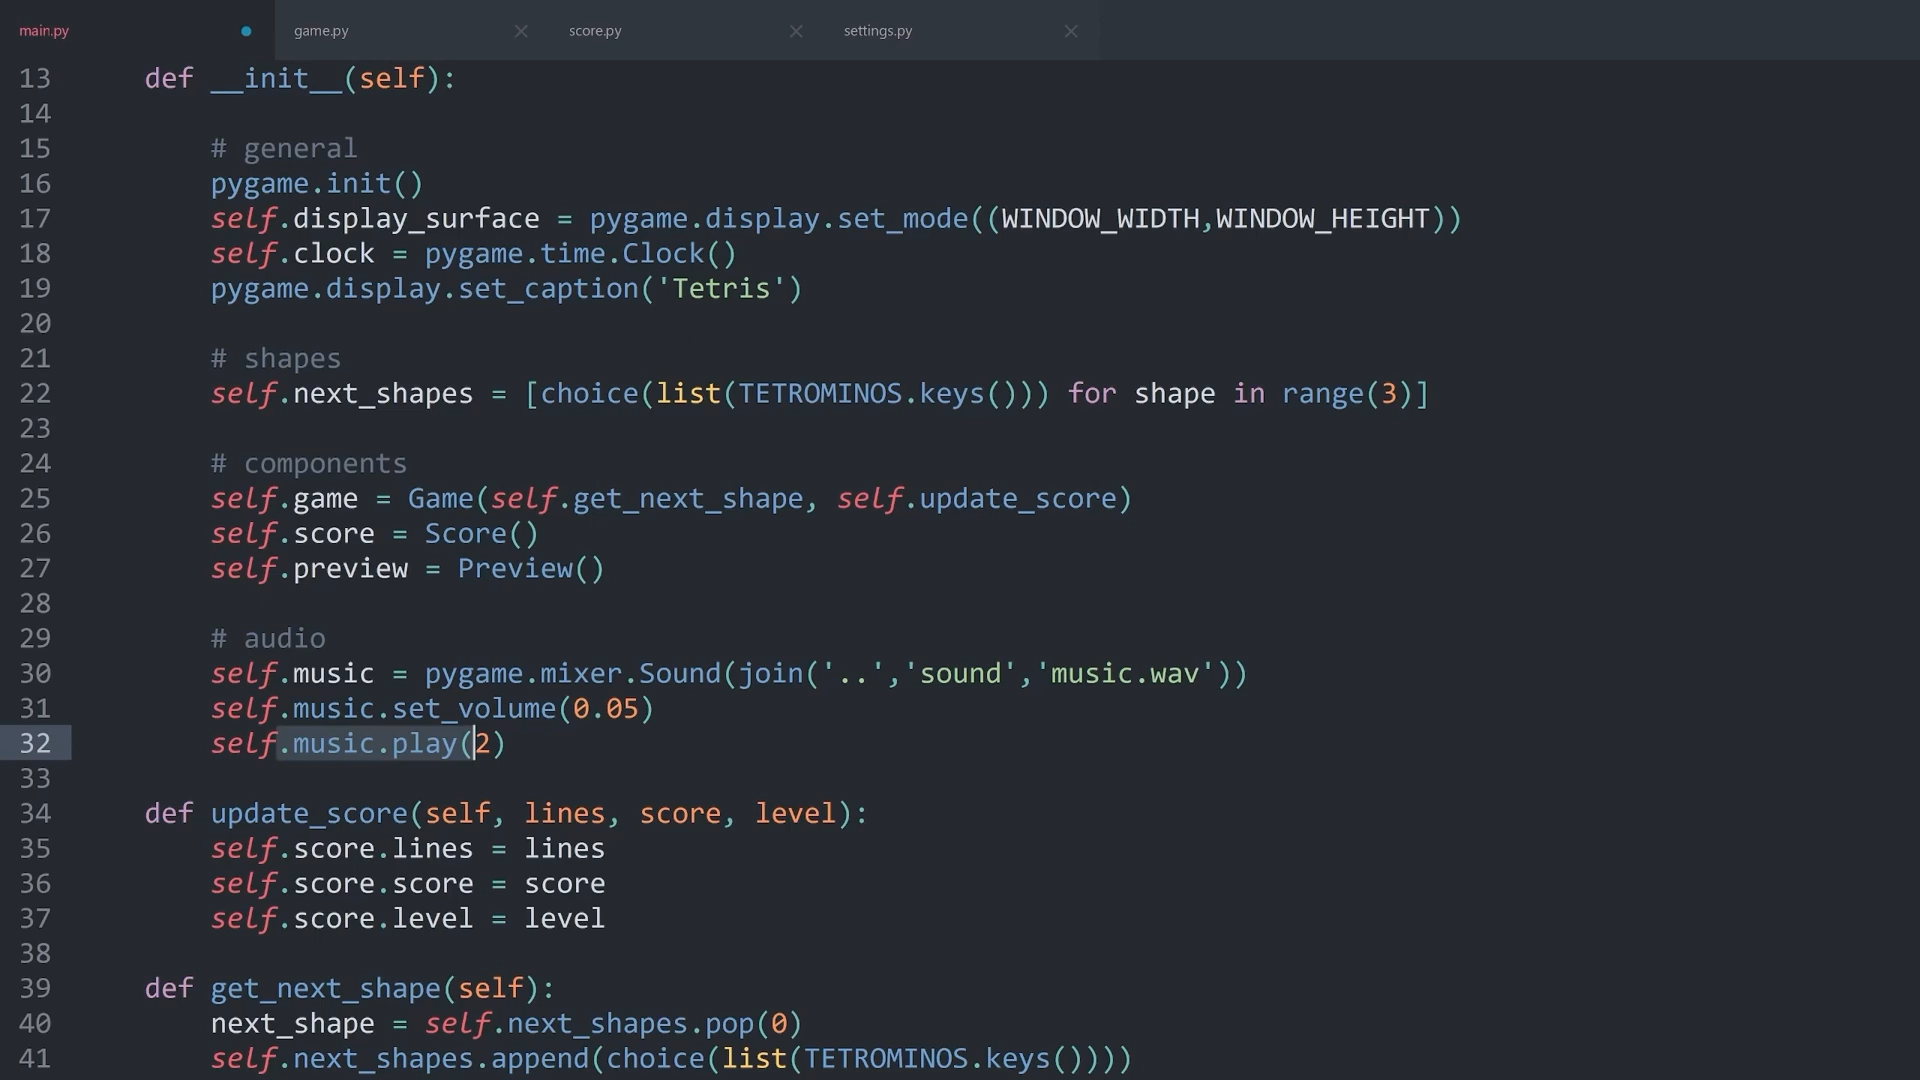 main.py game.py score.py settings.py
13 def __init__(self):
14
15 # general
16 pygame.init()
17 self.display_surface = pygame.display.set_mode((WINDOW_WIDTH,WINDOW_HEIGHT))
18 self.clock = pygame.time.Clock()
19 pygame.display.set_caption('Tetris')
20
21 # shapes
22 self.next_shapes = [choice(list(TETROMINOS.keys())) for shape in range(3)]
23
24 # components
25 self.game = Game(self.get_next_shape, self.update_score)
26 self.score = Score()
27 self.preview = Preview()
28
29 # audio
30 self.music = pygame.mixer.Sound(join('..','sound','music.wav'))
31 self.music.set_volume(0.05)
32 self.music.play(2)
33
34 def update_score(self, lines, score, level):
35 self.score.lines = lines
36 self.score.score = score
37 self.score.level = level
38
39 def get_next_shape(self):
40 next_shape = self.next_shapes.pop(0)
41 self.next_shapes.append(choice(list(TETROMINOS.keys())))